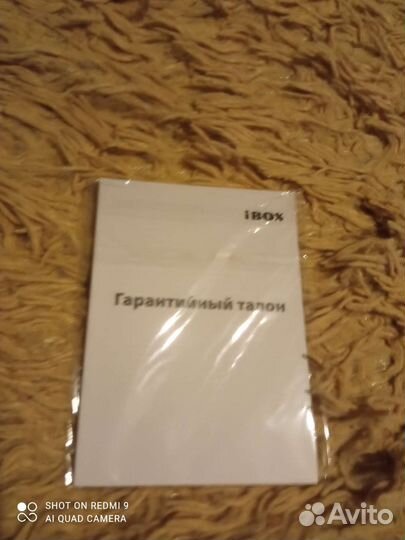 iBOX
Гарантийный талон
SHOT ON REDMI 9
AI QUAD CAMERA
Avito